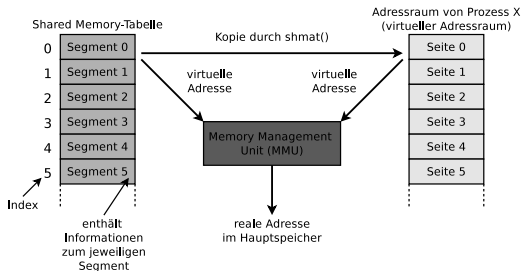 Shared Memory-Tabelle
0
Segment 0
1
Segment 1
2
Segment 2
3
Segment 3
4
Segment 4
5
Segment 5
Index
enthält
Informationen
zum jeweiligen
Segment
Kopie durch shmat()
virtuelle
Adresse
virtuelle
Adresse
Memory Management
Unit (MMU)
reale Adresse
im Hauptspeicher
Adressraum von Prozess X
(virtueller Adressraum)
Seite 0
Seite 1
Seite 2
Seite 3
Seite 4
Seite 5